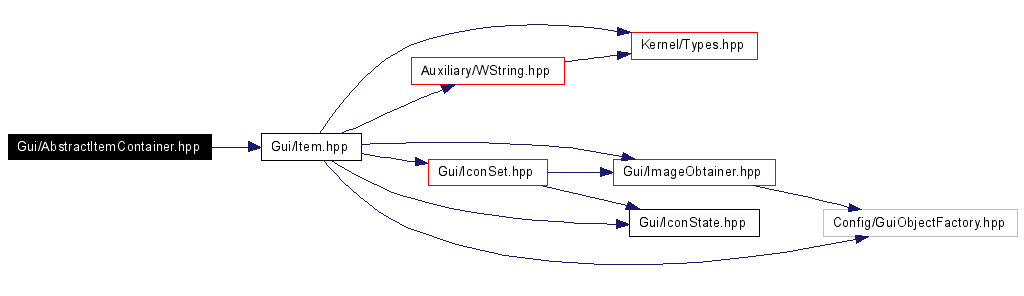 Kernel/Types.hpp
Auxiliary/WString.hpp
Gui/AbstractItemContainer.hpp
Gui/Item.hpp
Gui/IconSet.hpp
Gui/ImageObtainer.hpp
Gui/IconState.hpp
Config/GuiObjectFactory.hpp